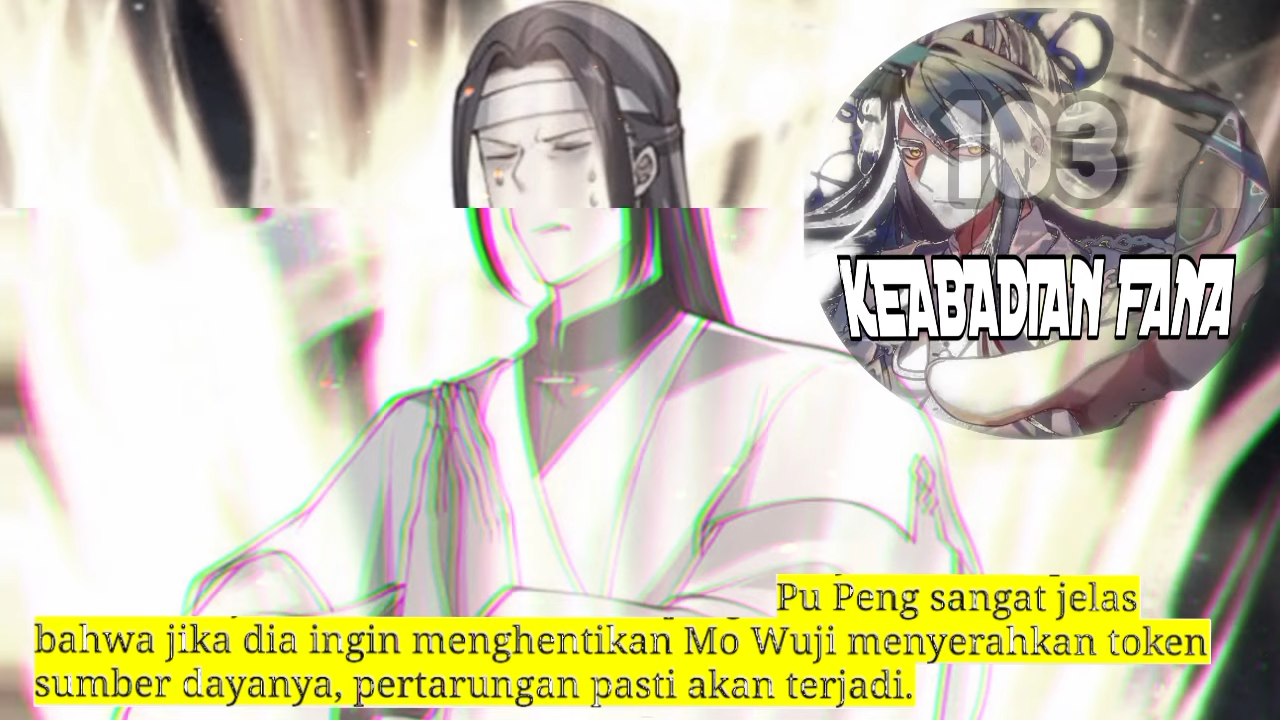 103
KEABADIAN FANA
Pu Peng sangat jelas
bahwa jika dia ingin menghentikan Mo Wuji menyerahkan token
sumber dayanya, pertarungan pasti akan terjadi.